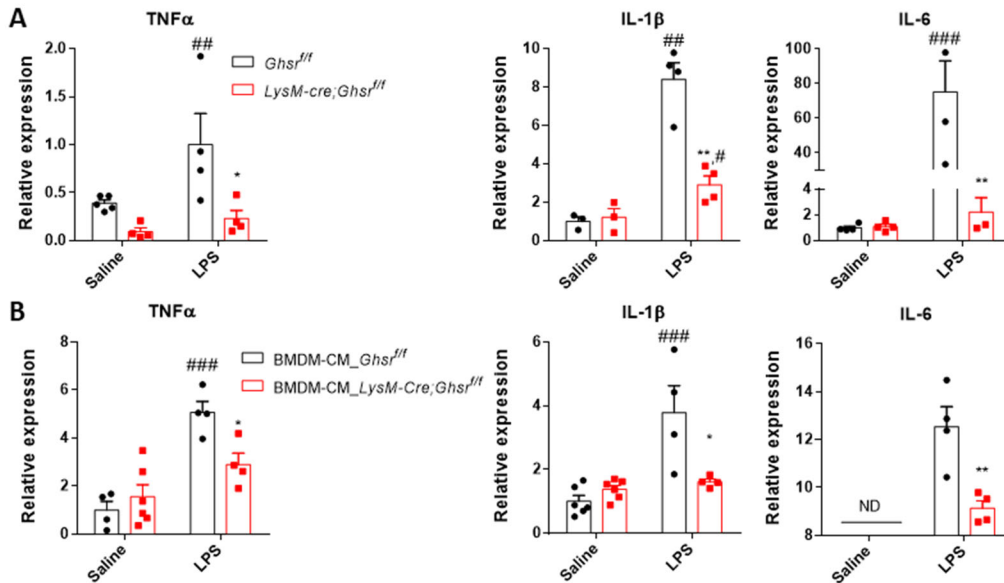 A
TNFα
Relative expression
2.0
1.5
1.0
0.5
0.0
##
*
Ghsr^f/f
LysM-cre;Ghsr^f/f
Saline
LPS
IL-1β
Relative expression
10
8
6
4
2
0
##
**,#
Saline
LPS
IL-6
Relative expression
100
80
60
40
4
2
0
###
**
Saline
LPS
B
TNFα
Relative expression
8
6
4
2
0
###
*
BMDM-CM_Ghsr^f/f
BMDM-CM_LysM-Cre;Ghsr^f/f
Saline
LPS
IL-1β
Relative expression
6
4
2
0
###
*
Saline
LPS
IL-6
Relative expression
16
14
12
10
8
ND
**
Saline
LPS